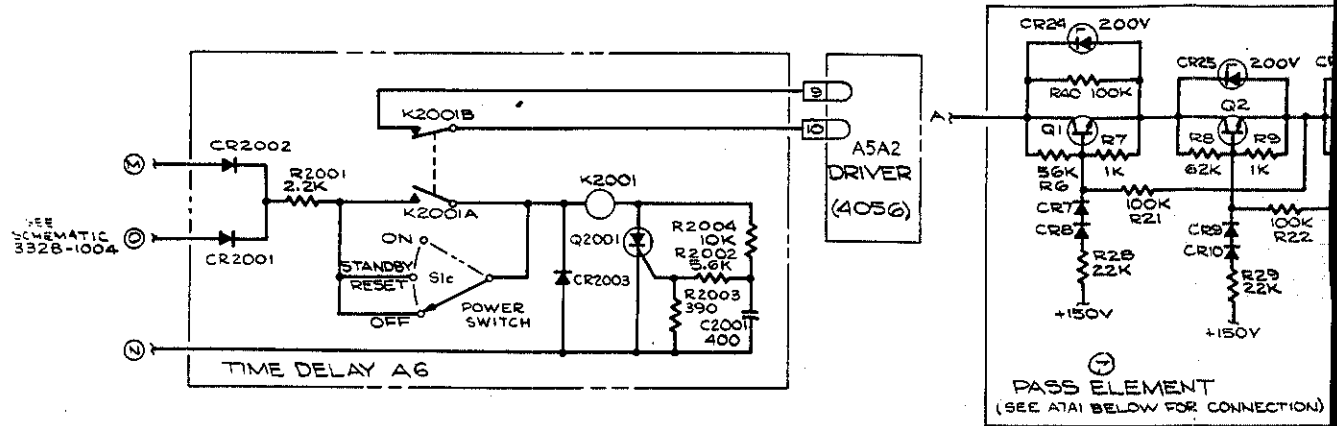 CR24
200V
R40 100K
Q1
R7
1K
56K
R6
CR7
CR8
100K
R21
R28
22K
+150V
CR25
200V
Q2
R8
R9
62K
1K
CR9
CR10
100K
R22
R29
22K
+150V
A
9
10
A5A2
DRIVER
(4056)
K2001B
M
CR2002
R2001
2.2K
K2001A
K2001
SCHEMATIC
332B-1004
O
CR2001
ON
STANDBY
RESET
S1c
OFF
POWER
SWITCH
CR2003
Q2001
R2004
10K
R2002
5.6K
R2003
390
C2001
400
N
TIME DELAY A6
PASS ELEMENT
(SEE A7A1 BELOW FOR CONNECTION)